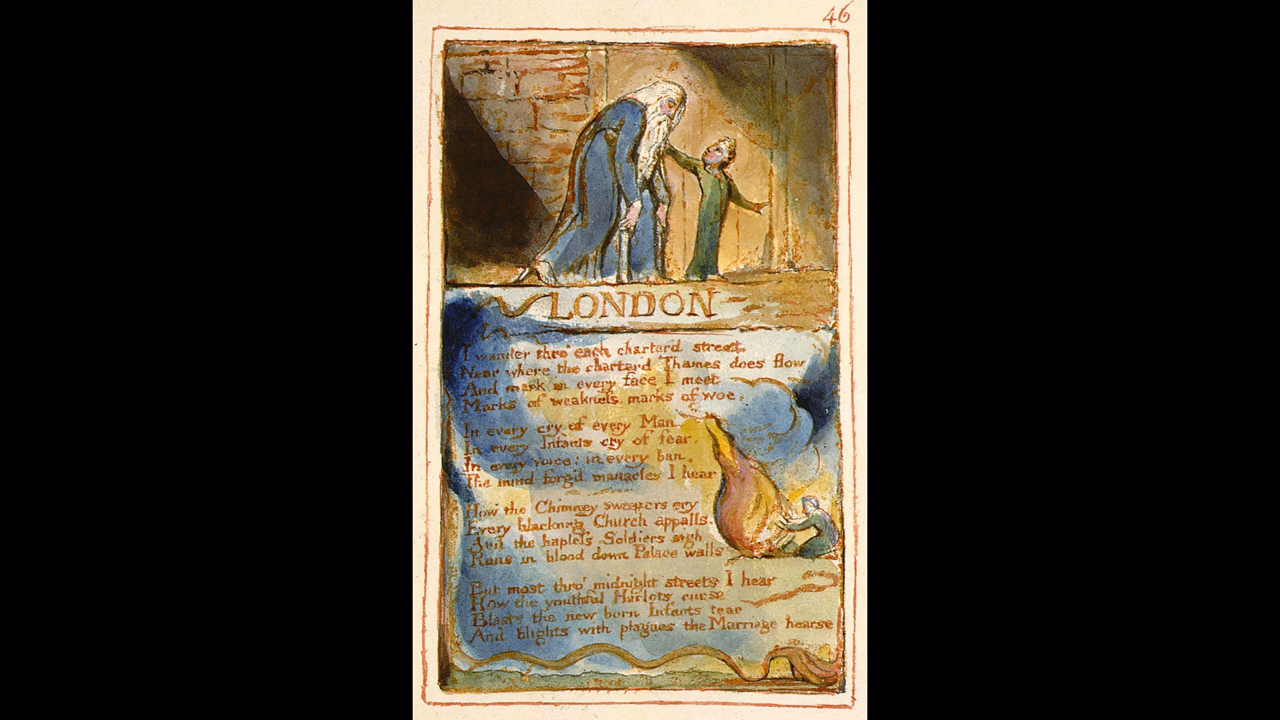 46
LONDON
I wander thro' each charter'd street,
Near where the charter'd Thames does flow
And mark in every face I meet
Marks of weakness, marks of woe.
In every cry of every Man,
In every Infants cry of fear,
In every voice; in every ban,
The mind-forg'd manacles I hear
How the Chimney-sweepers cry
Every blackning Church appalls,
And the hapless Soldiers sigh
Runs in blood down Palace walls
But most thro' midnight streets I hear
How the youthful Harlots curse
Blasts the new born Infants tear
And blights with plagues the Marriage hearse